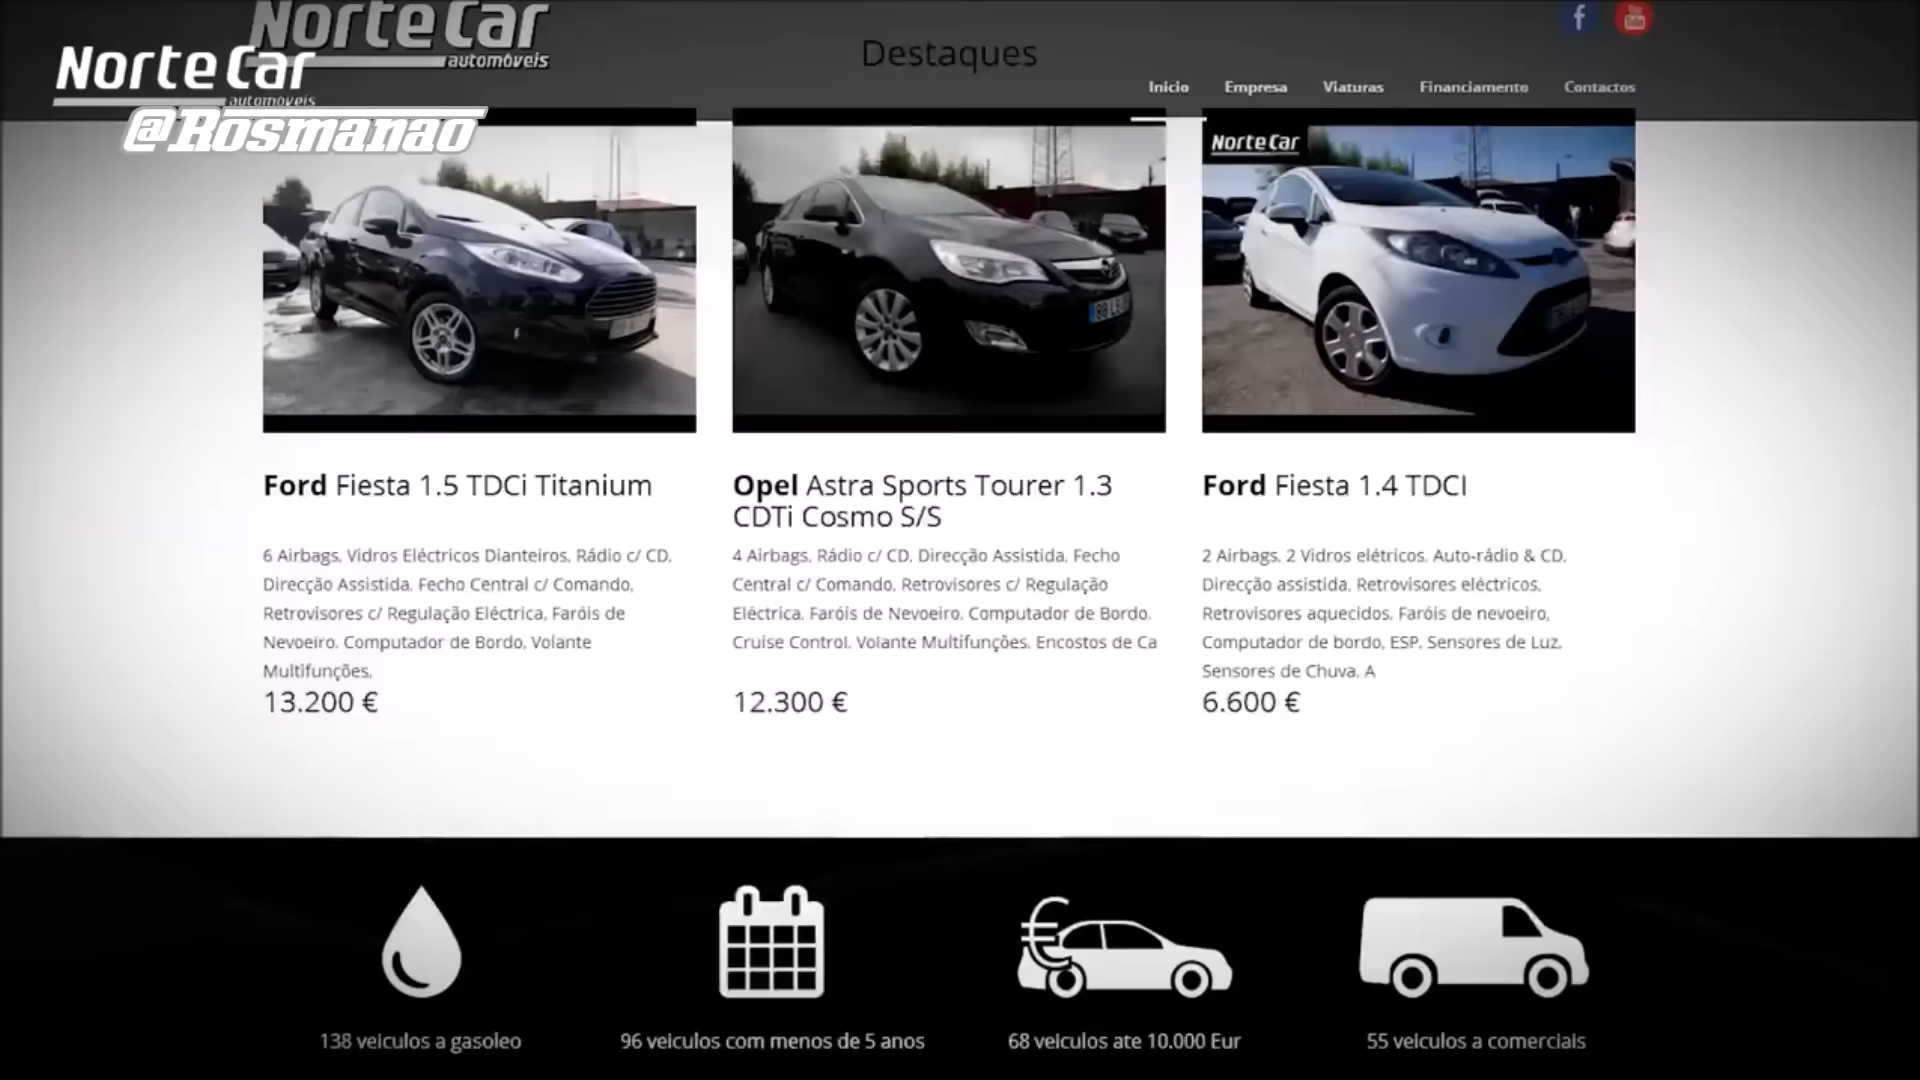 NorteCar
automóveis
NorteCar
automóveis
@Rosmanao
Destaques
Inicio Empresa Viaturas Financiamento Contactos
NorteCar
Ford Fiesta 1.5 TDCi Titanium
6 Airbags, Vidros Eléctricos Dianteiros, Rádio c/ CD,
Direcção Assistida, Fecho Central c/ Comando,
Retrovisores c/ Regulação Eléctrica, Faróis de
Nevoeiro, Computador de Bordo, Volante
Multifunções,
13.200 €
Opel Astra Sports Tourer 1.3
CDTi Cosmo S/S
4 Airbags, Rádio c/ CD, Direcção Assistida, Fecho
Central c/ Comando, Retrovisores c/ Regulação
Eléctrica, Faróis de Nevoeiro, Computador de Bordo,
Cruise Control, Volante Multifunções, Encostos de Ca
12.300 €
Ford Fiesta 1.4 TDCI
2 Airbags, 2 Vidros elétricos, Auto-rádio & CD,
Direcção assistida, Retrovisores eléctricos,
Retrovisores aquecidos, Faróis de nevoeiro,
Computador de bordo, ESP, Sensores de Luz,
Sensores de Chuva, A
6.600 €
138 veiculos a gasoleo
96 veiculos com menos de 5 anos
68 veiculos ate 10.000 Eur
55 veiculos a comerciais